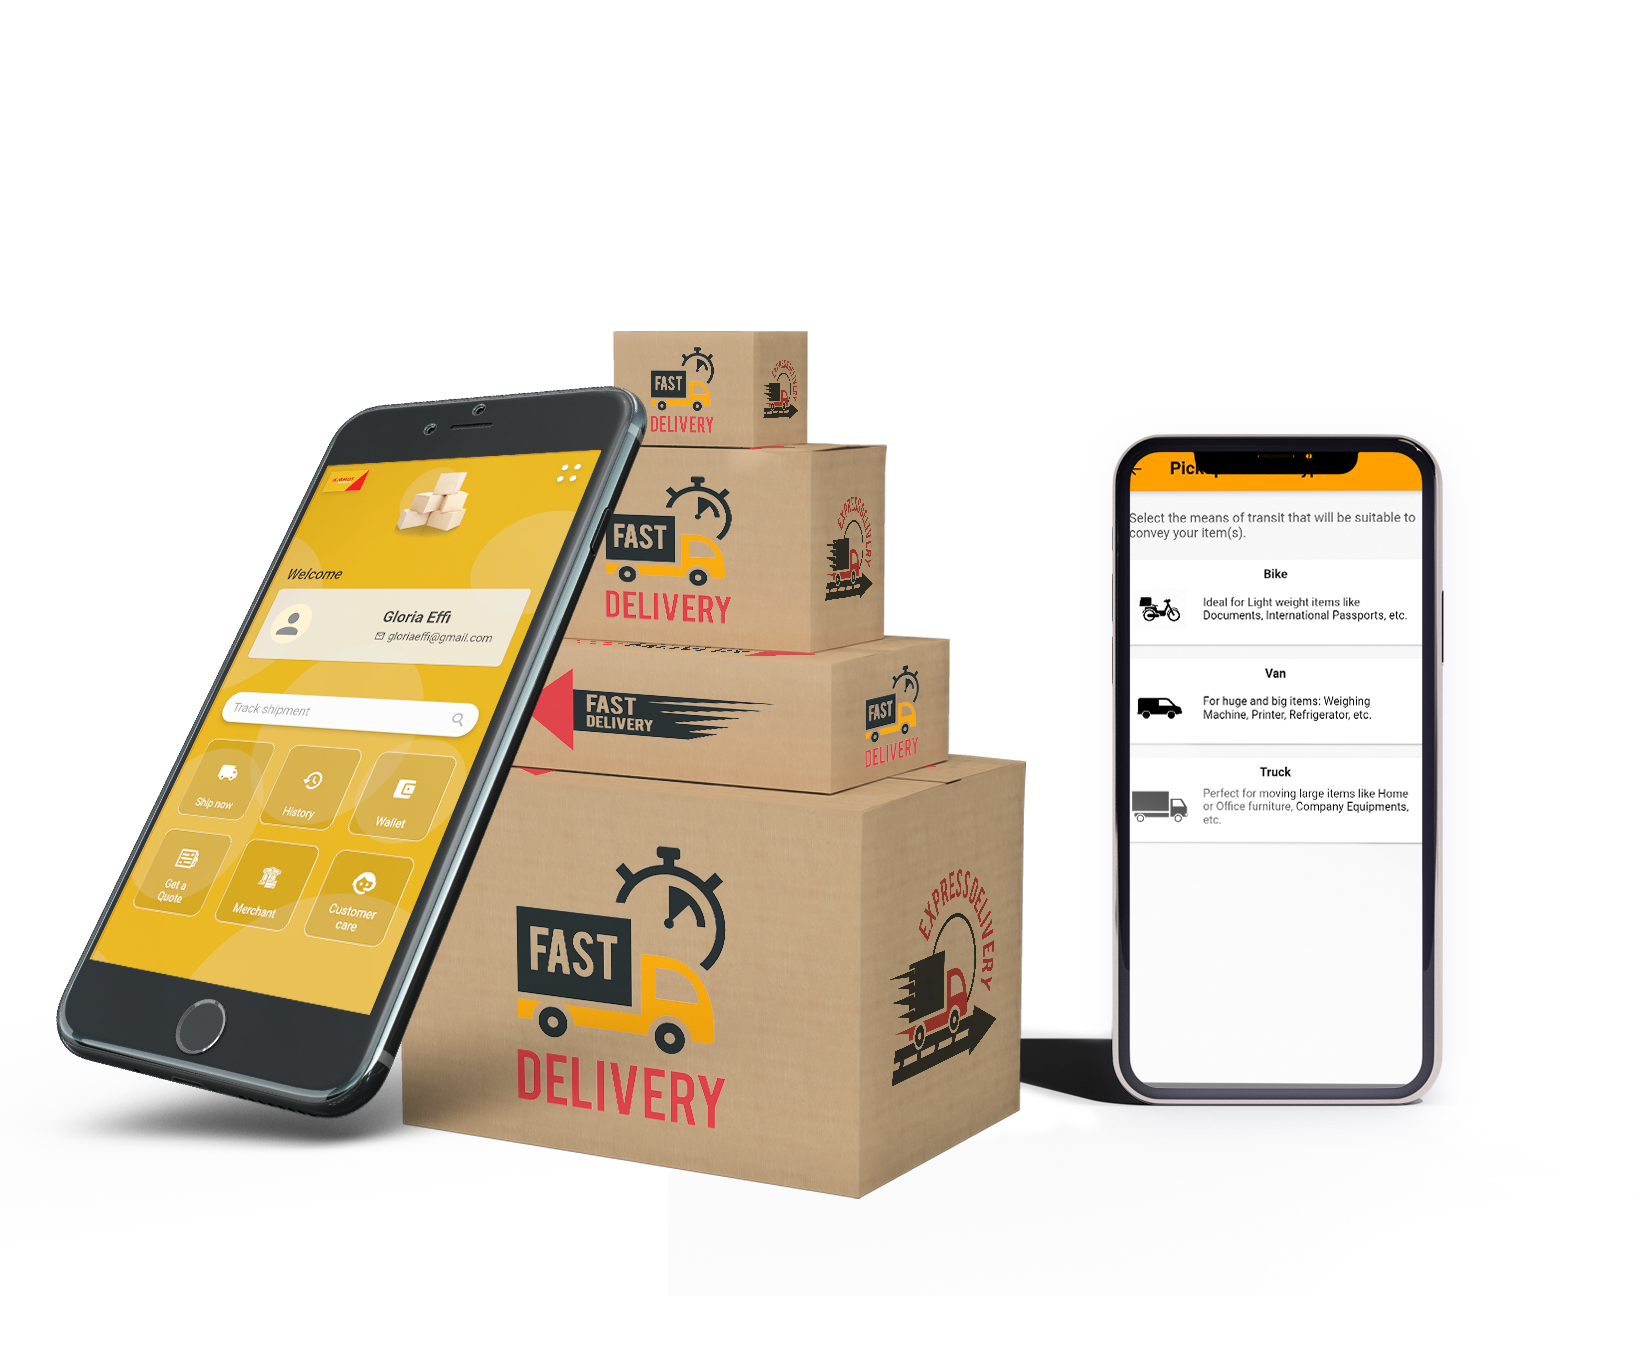 Welcome
Gloria Effi
gloriaeffi@gmail.com
Track shipment
Ship now
History
Wallet
Get a
Quote
Merchant
Customer
care
FAST
DELIVERY
EXPRESS DELIVERY
FAST
DELIVERY
EXPRESS DELIVERY
FAST
DELIVERY
FAST
DELIVERY
FAST
DELIVERY
EXPRESS DELIVERY
Select the means of transit that will be suitable to
convey your item(s).
Bike
Ideal for Light weight items like
Documents, International Passports, etc.
Van
For huge and big items: Weighing
Machine, Printer, Refrigerator, etc.
Truck
Perfect for moving large items like Home
or Office furniture, Company Equipments,
etc.